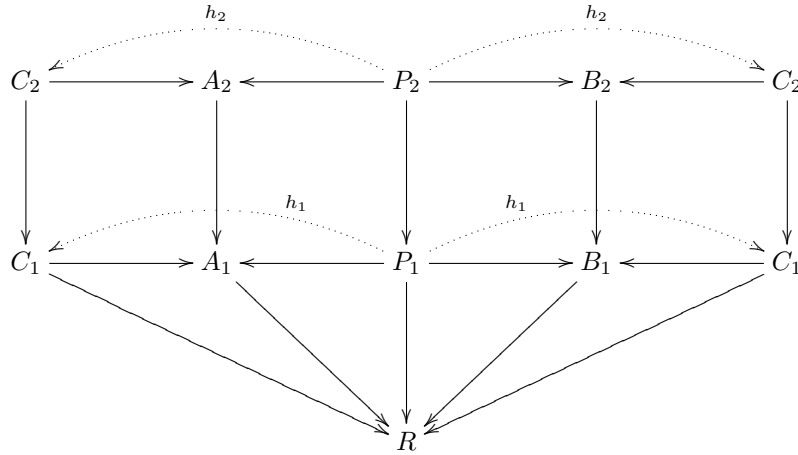 h₂ h₂
C₂ A₂ P₂ B₂ C₂
h₁ h₁
C₁ A₁ P₁ B₁ C₁
R